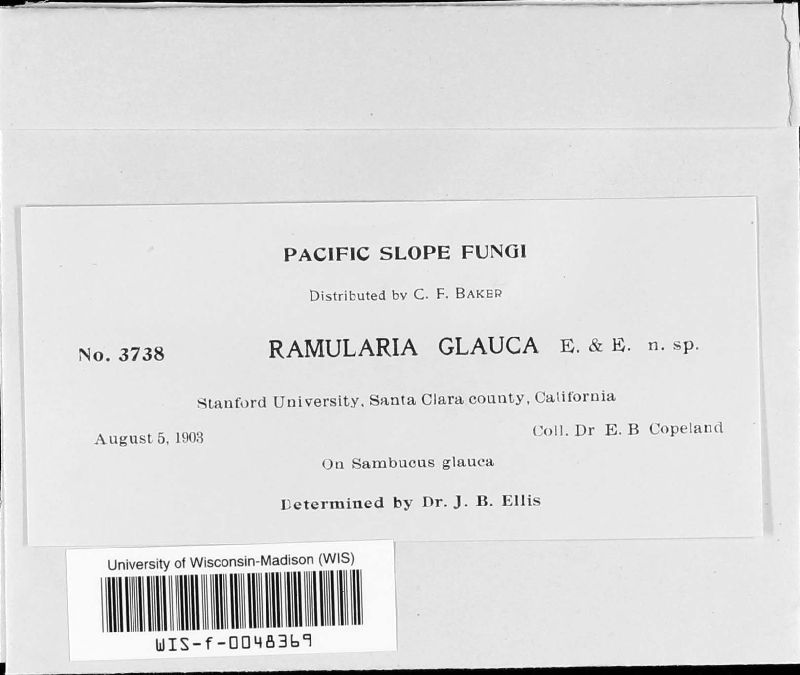 PACIFIC SLOPE FUNGI
Distributed by C. F. BAKER
No. 3738 RAMULARIA GLAUCA E. & E. n. sp.
Stanford University, Santa Clara county, California
August 5, 1903 Coll. Dr E. B Copeland
On Sambucus glauca
Determined by Dr. J. B. Ellis
University of Wisconsin-Madison (WIS)
WIS-f-0048369